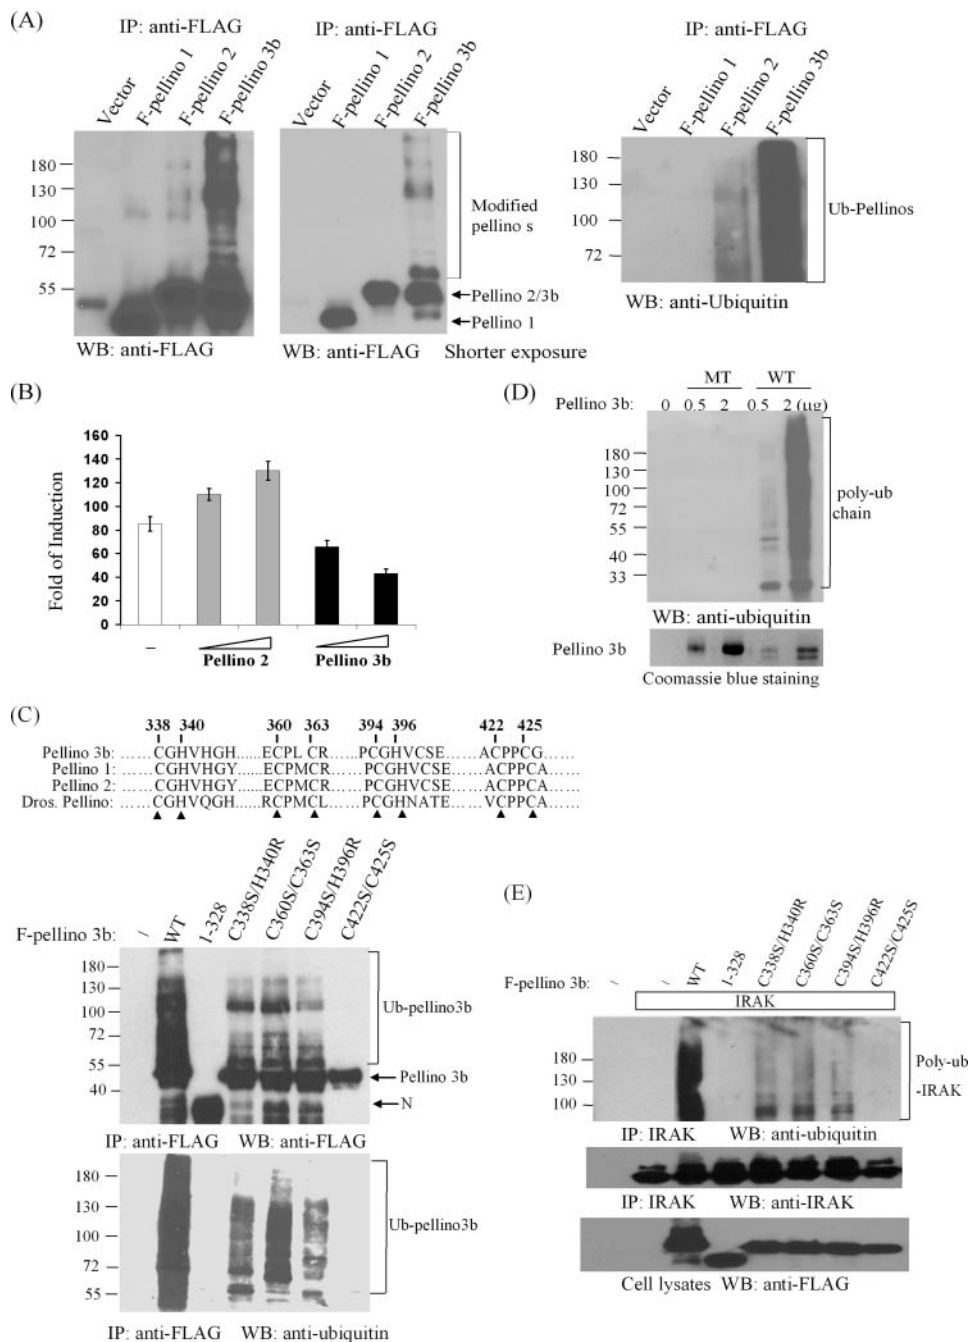 (A)
IP: anti-FLAG
Vector
F-pellino 1
F-pellino 2
F-pellino 3b
180
130
100
72
55
WB: anti-FLAG
IP: anti-FLAG
Vector
F-pellino 1
F-pellino 2
F-pellino 3b
Modified
pellino s
Pellino 2/3b
Pellino 1
WB: anti-FLAG Shorter exposure
IP: anti-FLAG
Vector
F-pellino 1
F-pellino 2
F-pellino 3b
180
130
100
72
Ub-Pellinos
WB: anti-Ubiquitin
(B)
Fold of Induction
160
140
120
100
80
60
40
20
0
–
Pellino 2
Pellino 3b
(D)
MT WT
Pellino 3b: 0 0.5 2 0.5 2 (ug)
180
130
100
72
55
40
33
poly-ub
chain
WB: anti-ubiquitin
Pellino 3b
Coomassie blue staining
(C)
338 340 360 363 394 396 422 425
Pellino 3b: ......CGHVHGH ......ECPLCR ......PCGHVCSE......ACPPCG......
Pellino 1: ......CGHVHGY......ECPMCR ......PCGHVCSE......ACPPCA......
Pellino 2: ......CGHVHGY......ECPMCR ......PCGHVCSE......ACPPCA......
Dros. Pellino: ......CGHVQGH......RCPMCL ......PCGHNATE......VCPPCA......
F-pellino 3b:
/
WT
1-328
C338S/H340R
C360S/C363S
C394S/H396R
C422S/C425S
180
130
100
72
55
40
Ub-pellino3b
Pellino 3b
N
IP: anti-FLAG WB: anti-FLAG
180
130
100
72
55
Ub-pellino3b
IP: anti-FLAG WB: anti-ubiquitin
(E)
F-pellino 3b:
/
/
WT
1-328
C338S/H340R
C360S/C363S
C394S/H396R
C422S/C425S
IRAK
180
130
100
Poly-ub
-IRAK
IP: IRAK WB: anti-ubiquitin
IP: IRAK WB: anti-IRAK
Cell lysates WB: anti-FLAG